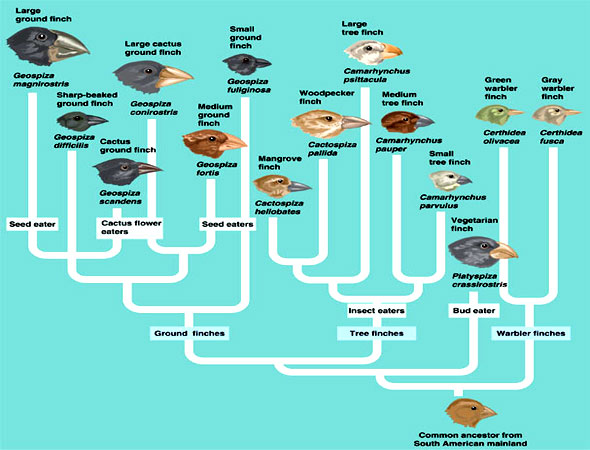 Large
ground finch
Geospiza
magnirostris
Sharp-beaked
ground finch
Geospiza
difficilis
Large cactus
ground finch
Geospiza
conirostris
Cactus
ground finch
Geospiza
scandens
Medium
ground
finch
Geospiza
fortis
Small
ground
finch
Geospiza
fuliginosa
Mangrove
finch
Cactospiza
heliobates
Woodpecker
finch
Cactospiza
pallida
Large
tree finch
Camarhynchus
psittacula
Medium
tree finch
Camarhynchus
pauper
Small
tree finch
Camarhynchus
parvulus
Vegetarian
finch
Platyspiza
crassirostris
Green
warbler
finch
Certhidea
olivacea
Gray
warbler
finch
Certhidea
fusca
Seed eater
Cactus flower
eaters
Seed eaters
Insect eaters
Bud eater
Ground finches
Tree finches
Warbler finches
Common ancestor from
South American mainland